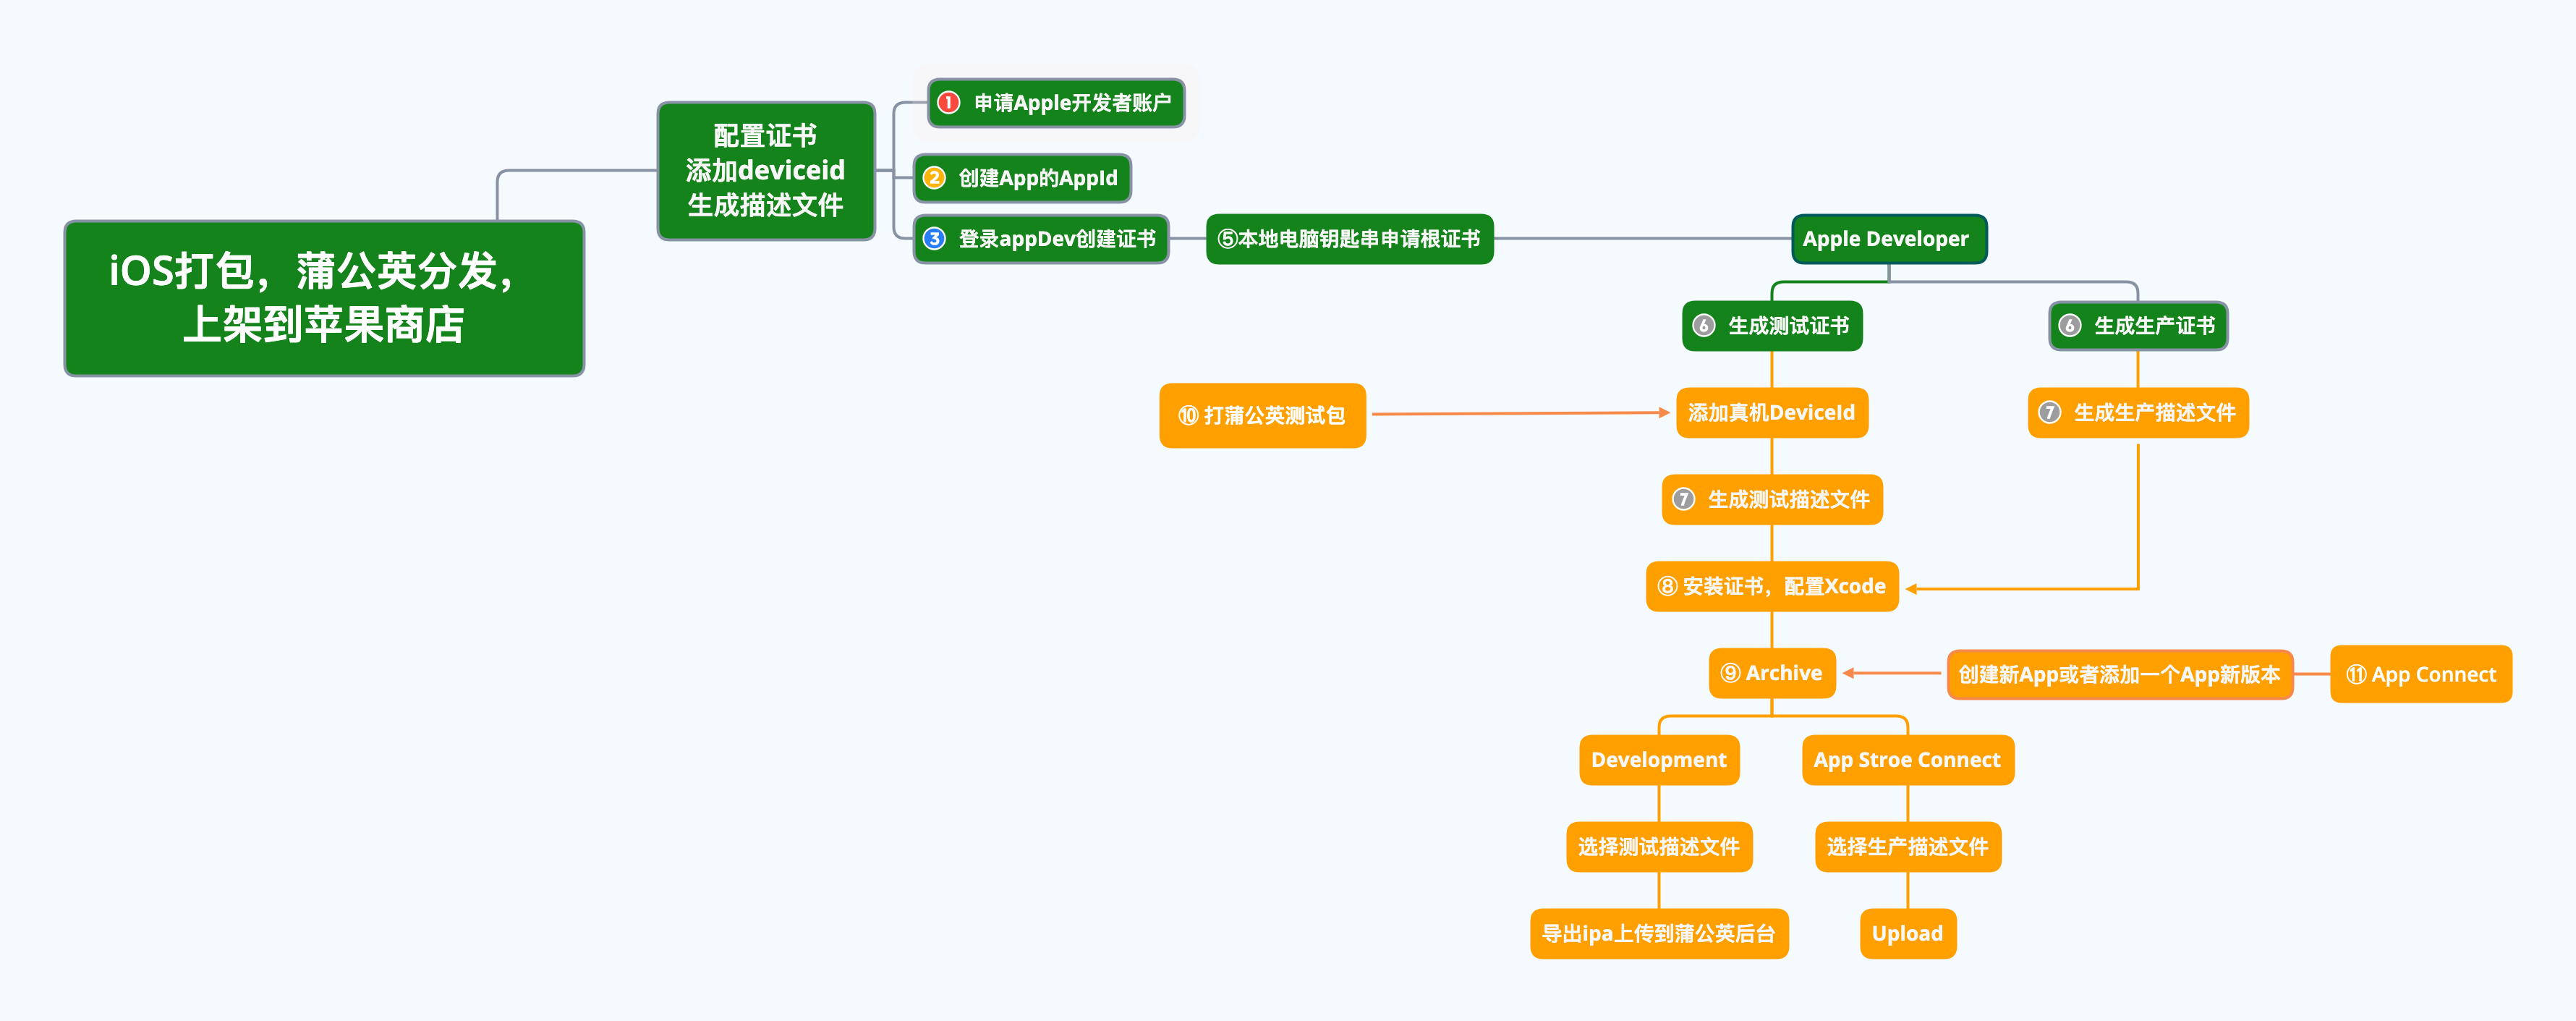 iOS打包，蒲公英分发，
上架到苹果商店
配置证书
添加deviceid
生成描述文件
1 申请Apple开发者账户
2 创建App的AppId
3 登录appDev创建证书
⑤本地电脑钥匙串申请根证书
Apple Developer
6 生成测试证书
6 生成生产证书
⑩ 打蒲公英测试包
添加真机DeviceId
7 生成生产描述文件
7 生成测试描述文件
⑧ 安装证书，配置Xcode
⑨ Archive
创建新App或者添加一个App新版本
⑪ App Connect
Development
App Stroe Connect
选择测试描述文件
选择生产描述文件
导出ipa上传到蒲公英后台
Upload